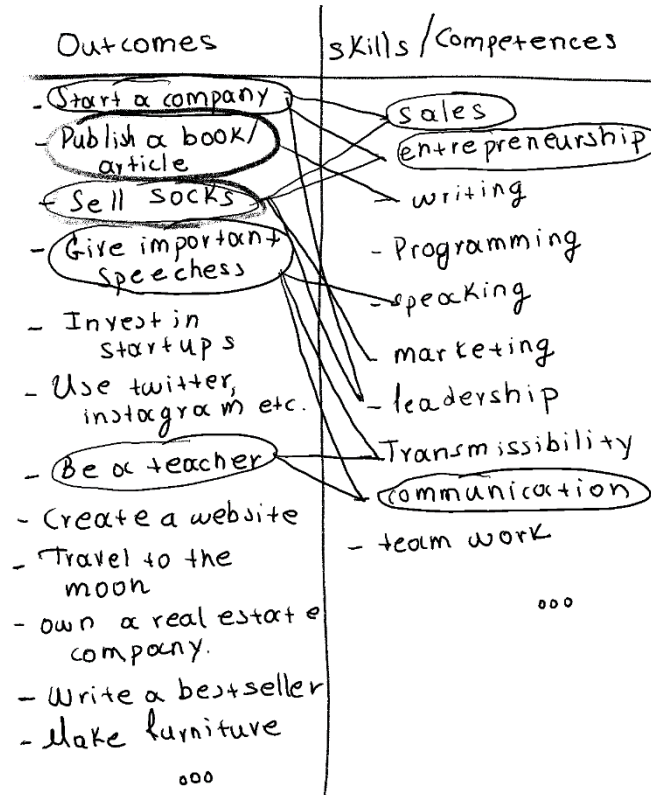 Outcomes
- Start a company
- Publish a book/
article
- Sell socks
- Give important
speechess
- Invest in
startups
- Use twitter,
instagram etc.
- Be a teacher
- Create a website
- Travel to the
moon
- own a real estate
company.
- Write a bestseller
- Make furniture
ooo
skills/Competences
sales
entrepreneurship
- writing
- Programming
- speaking
- marketing
- leadership
Transmissibility
communication
- team work
ooo